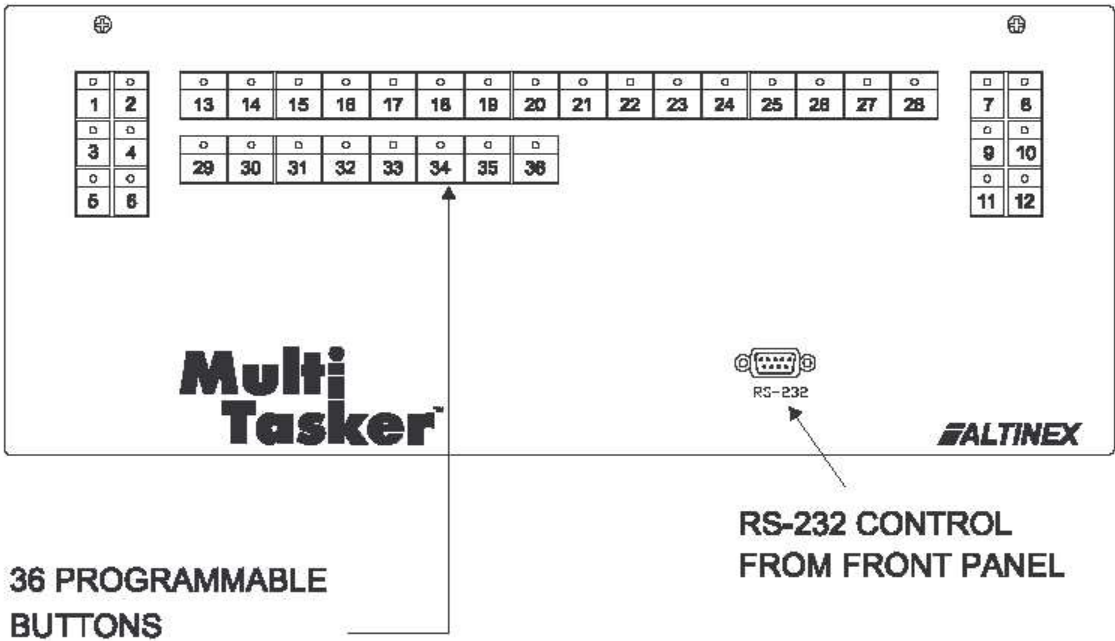 1 2 13 14 15 16 17 18 19 20 21 22 23 24 25 26 27 28 7 8
3 4 29 30 31 32 33 34 35 36 9 10
5 6 11 12
Multi
Tasker™
RS-232
ALTINEX
RS-232 CONTROL
FROM FRONT PANEL
36 PROGRAMMABLE
BUTTONS